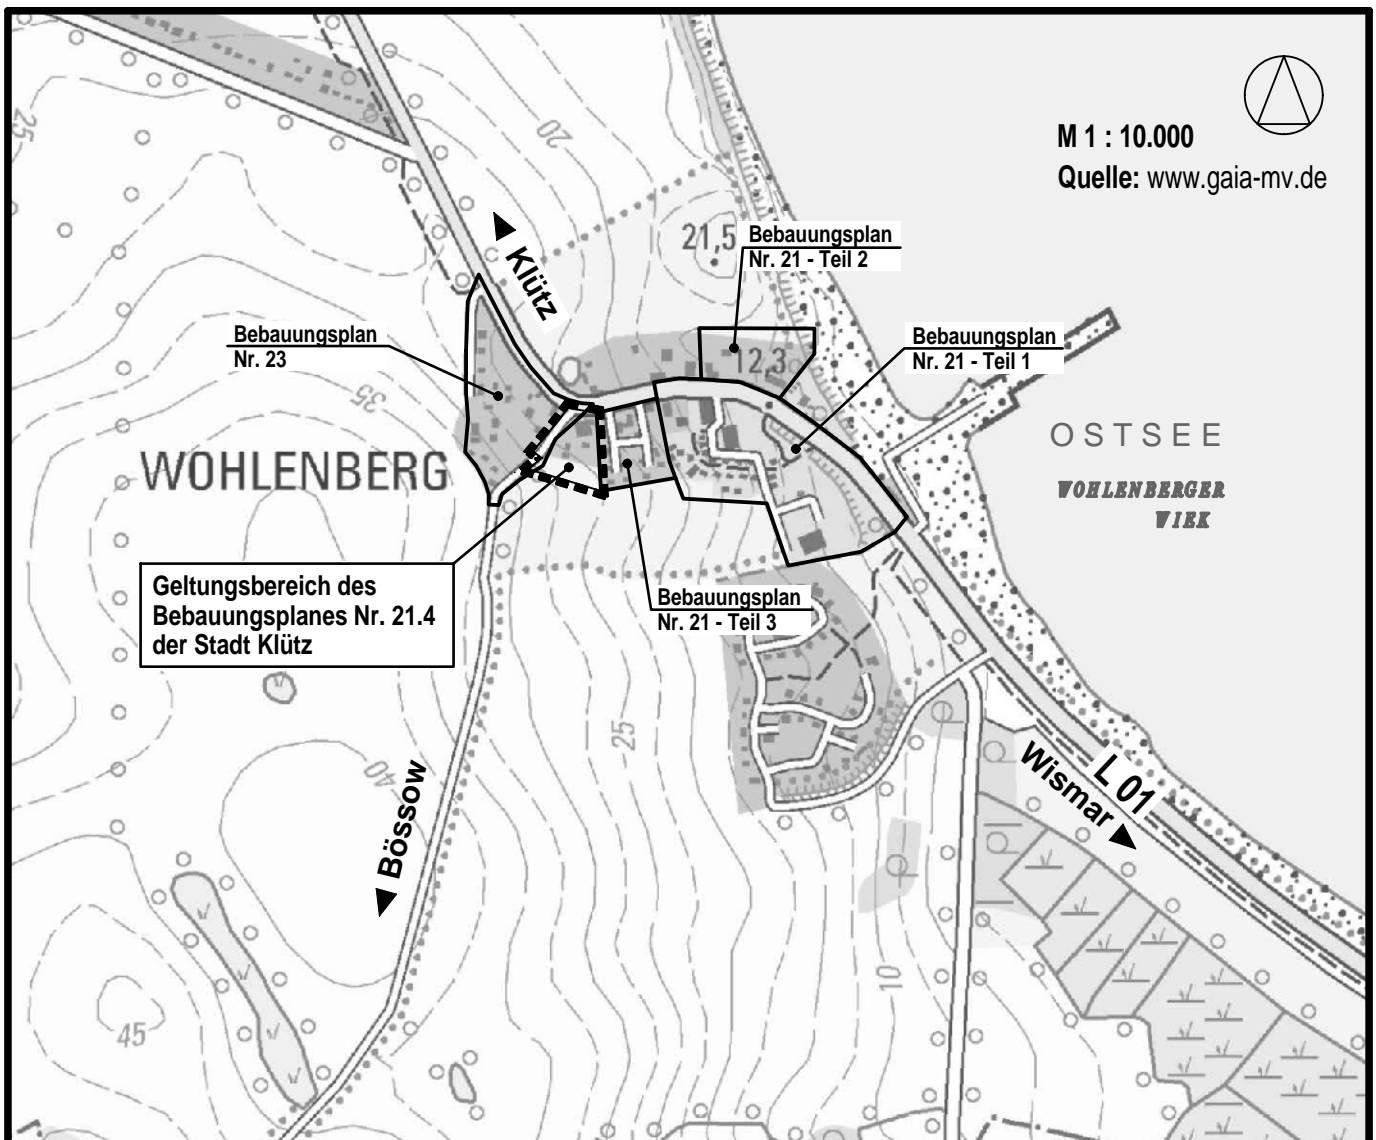 M 1 : 10.000
Quelle: www.gaia-mv.de
25
20
Klütz
21,5
Bebauungsplan
Nr. 21 - Teil 2
Bebauungsplan
Nr. 23
12,3
Bebauungsplan
Nr. 21 - Teil 1
35
WOHLENBERG
OSTSEE
WOHLENBERGER
WIEK
Geltungsbereich des
Bebauungsplanes Nr. 21.4
der Stadt Klütz
Bebauungsplan
Nr. 21 - Teil 3
25
40
Bössow
L 01
Wismar
10
45